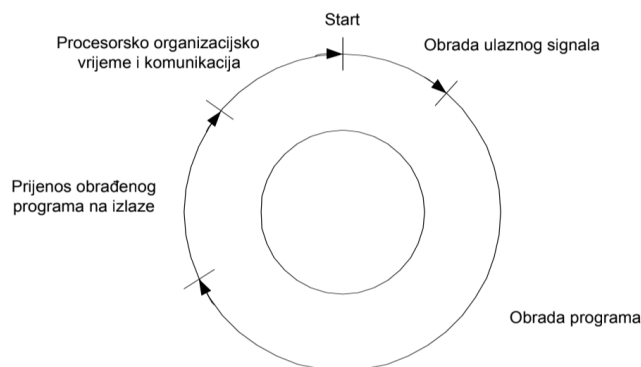 Start
Procesorsko organizacijsko
vrijeme i komunikacija
Obrada ulaznog signala
Prijenos obrađenog
programa na izlaze
Obrada programa